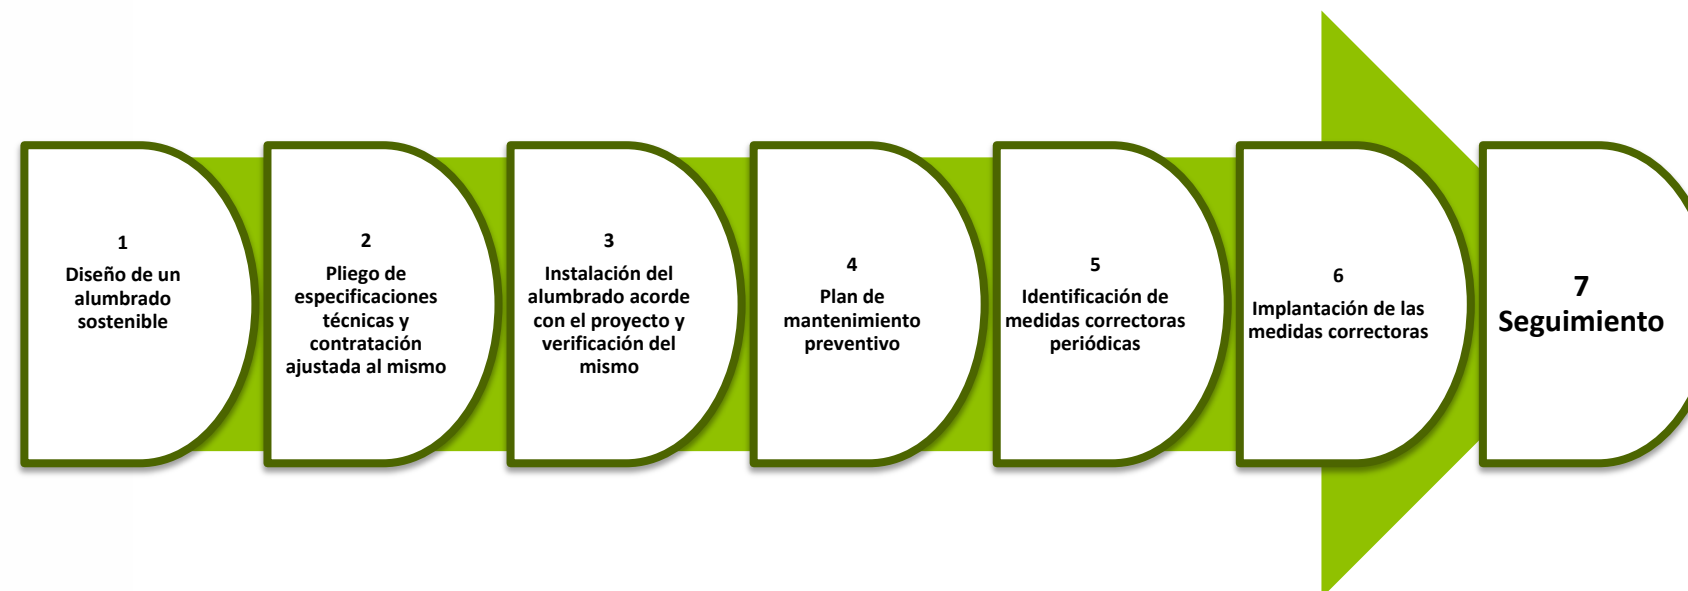 1
Diseño de un
alumbrado
sostenible
2
Pliego de
especificaciones
técnicas y
contratación
ajustada al mismo
3
Instalación del
alumbrado acorde
con el proyecto y
verificación del
mismo
4
Plan de
mantenimiento
preventivo
5
Identificación de
medidas correctoras
periódicas
6
Implantación de las
medidas correctoras
7
Seguimiento